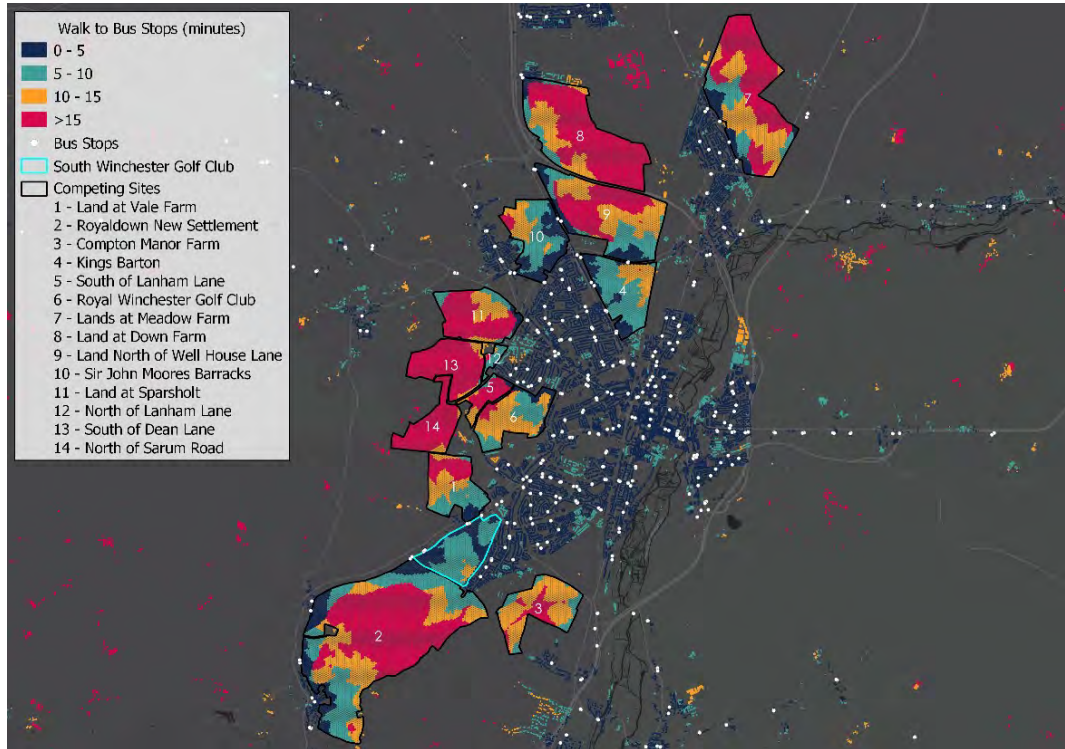 Walk to Bus Stops (minutes)
0 - 5
5 - 10
10 - 15
>15
Bus Stops
South Winchester Golf Club
Competing Sites
1 - Land at Vale Farm
2 - Royaldown New Settlement
3 - Compton Manor Farm
4 - Kings Barton
5 - South of Lanham Lane
6 - Royal Winchester Golf Club
7 - Lands at Meadow Farm
8 - Land at Down Farm
9 - Land North of Well House Lane
10 - Sir John Moores Barracks
11 - Land at Sparsholt
12 - North of Lanham Lane
13 - South of Dean Lane
14 - North of Sarum Road
7
8
9
10
4
11
12
13
5
6
14
1
3
2